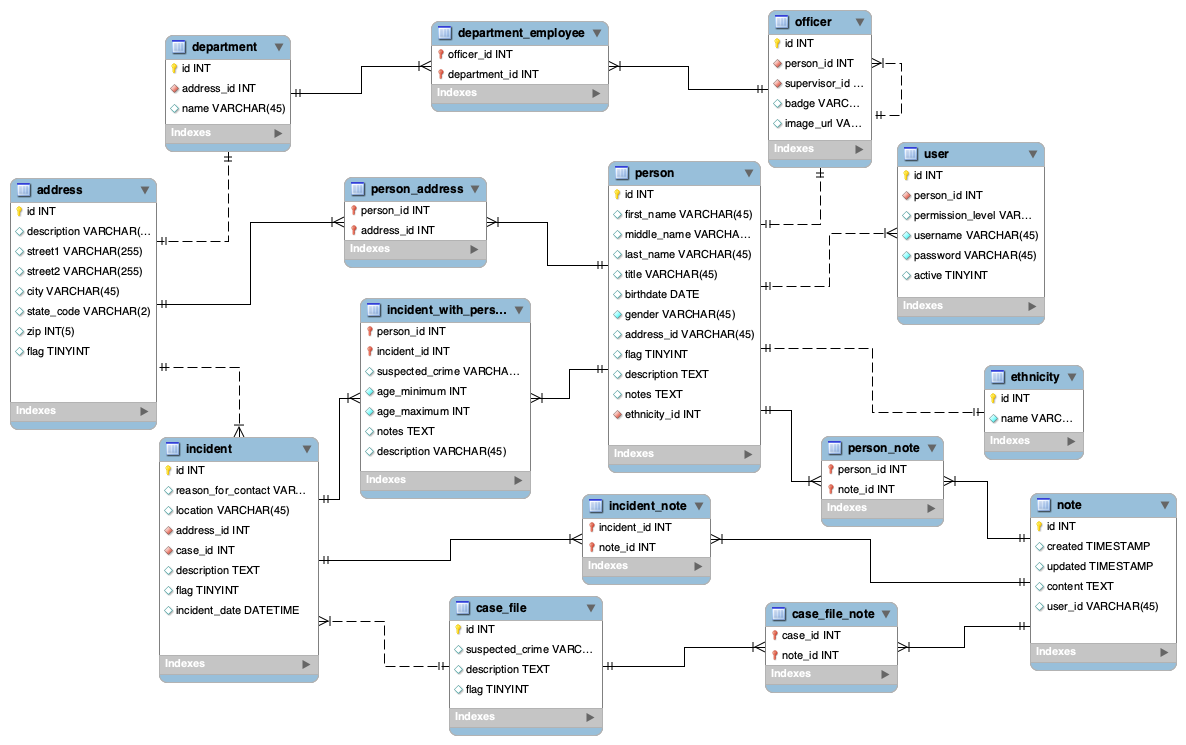 department
id INT
address_id INT
name VARCHAR(45)
Indexes
department_employee
officer_id INT
department_id INT
Indexes
officer
id INT
person_id INT
supervisor_id ...
badge VARC...
image_url VA...
Indexes
address
id INT
description VARCHAR(...
street1 VARCHAR(255)
street2 VARCHAR(255)
city VARCHAR(45)
state_code VARCHAR(2)
zip INT(5)
flag TINYINT
Indexes
person_address
person_id INT
address_id INT
Indexes
person
id INT
first_name VARCHAR(45)
middle_name VARCHA...
last_name VARCHAR(45)
title VARCHAR(45)
birthdate DATE
gender VARCHAR(45)
address_id VARCHAR(45)
flag TINYINT
description TEXT
notes TEXT
ethnicity_id INT
Indexes
user
id INT
person_id INT
permission_level VAR...
username VARCHAR(45)
password VARCHAR(45)
active TINYINT
Indexes
incident_with_pers...
person_id INT
incident_id INT
suspected_crime VARCHA...
age_minimum INT
age_maximum INT
notes TEXT
description VARCHAR(45)
Indexes
ethnicity
id INT
name VARC...
Indexes
incident
id INT
reason_for_contact VAR...
location VARCHAR(45)
address_id INT
case_id INT
description TEXT
flag TINYINT
incident_date DATETIME
Indexes
person_note
person_id INT
note_id INT
Indexes
incident_note
incident_id INT
note_id INT
Indexes
note
id INT
created TIMESTAMP
updated TIMESTAMP
content TEXT
user_id VARCHAR(45)
Indexes
case_file
id INT
suspected_crime VARC...
description TEXT
flag TINYINT
Indexes
case_file_note
case_id INT
note_id INT
Indexes